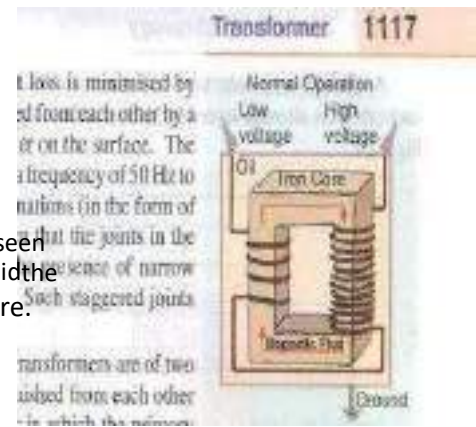 Transformer 1117
t loss is minimised by
ed from each other by a
or on the surface. The
a frequency of 50 Hz to
nations (in the form of
seen
that the joints in the
idthe
presence of narrow
re.
Such staggered joints
ransformers are of two
uished from each other
in which the primary
Normal Operation
Low High
voltage voltage
Oil
Iron Core
Magnetic Flux
Ground